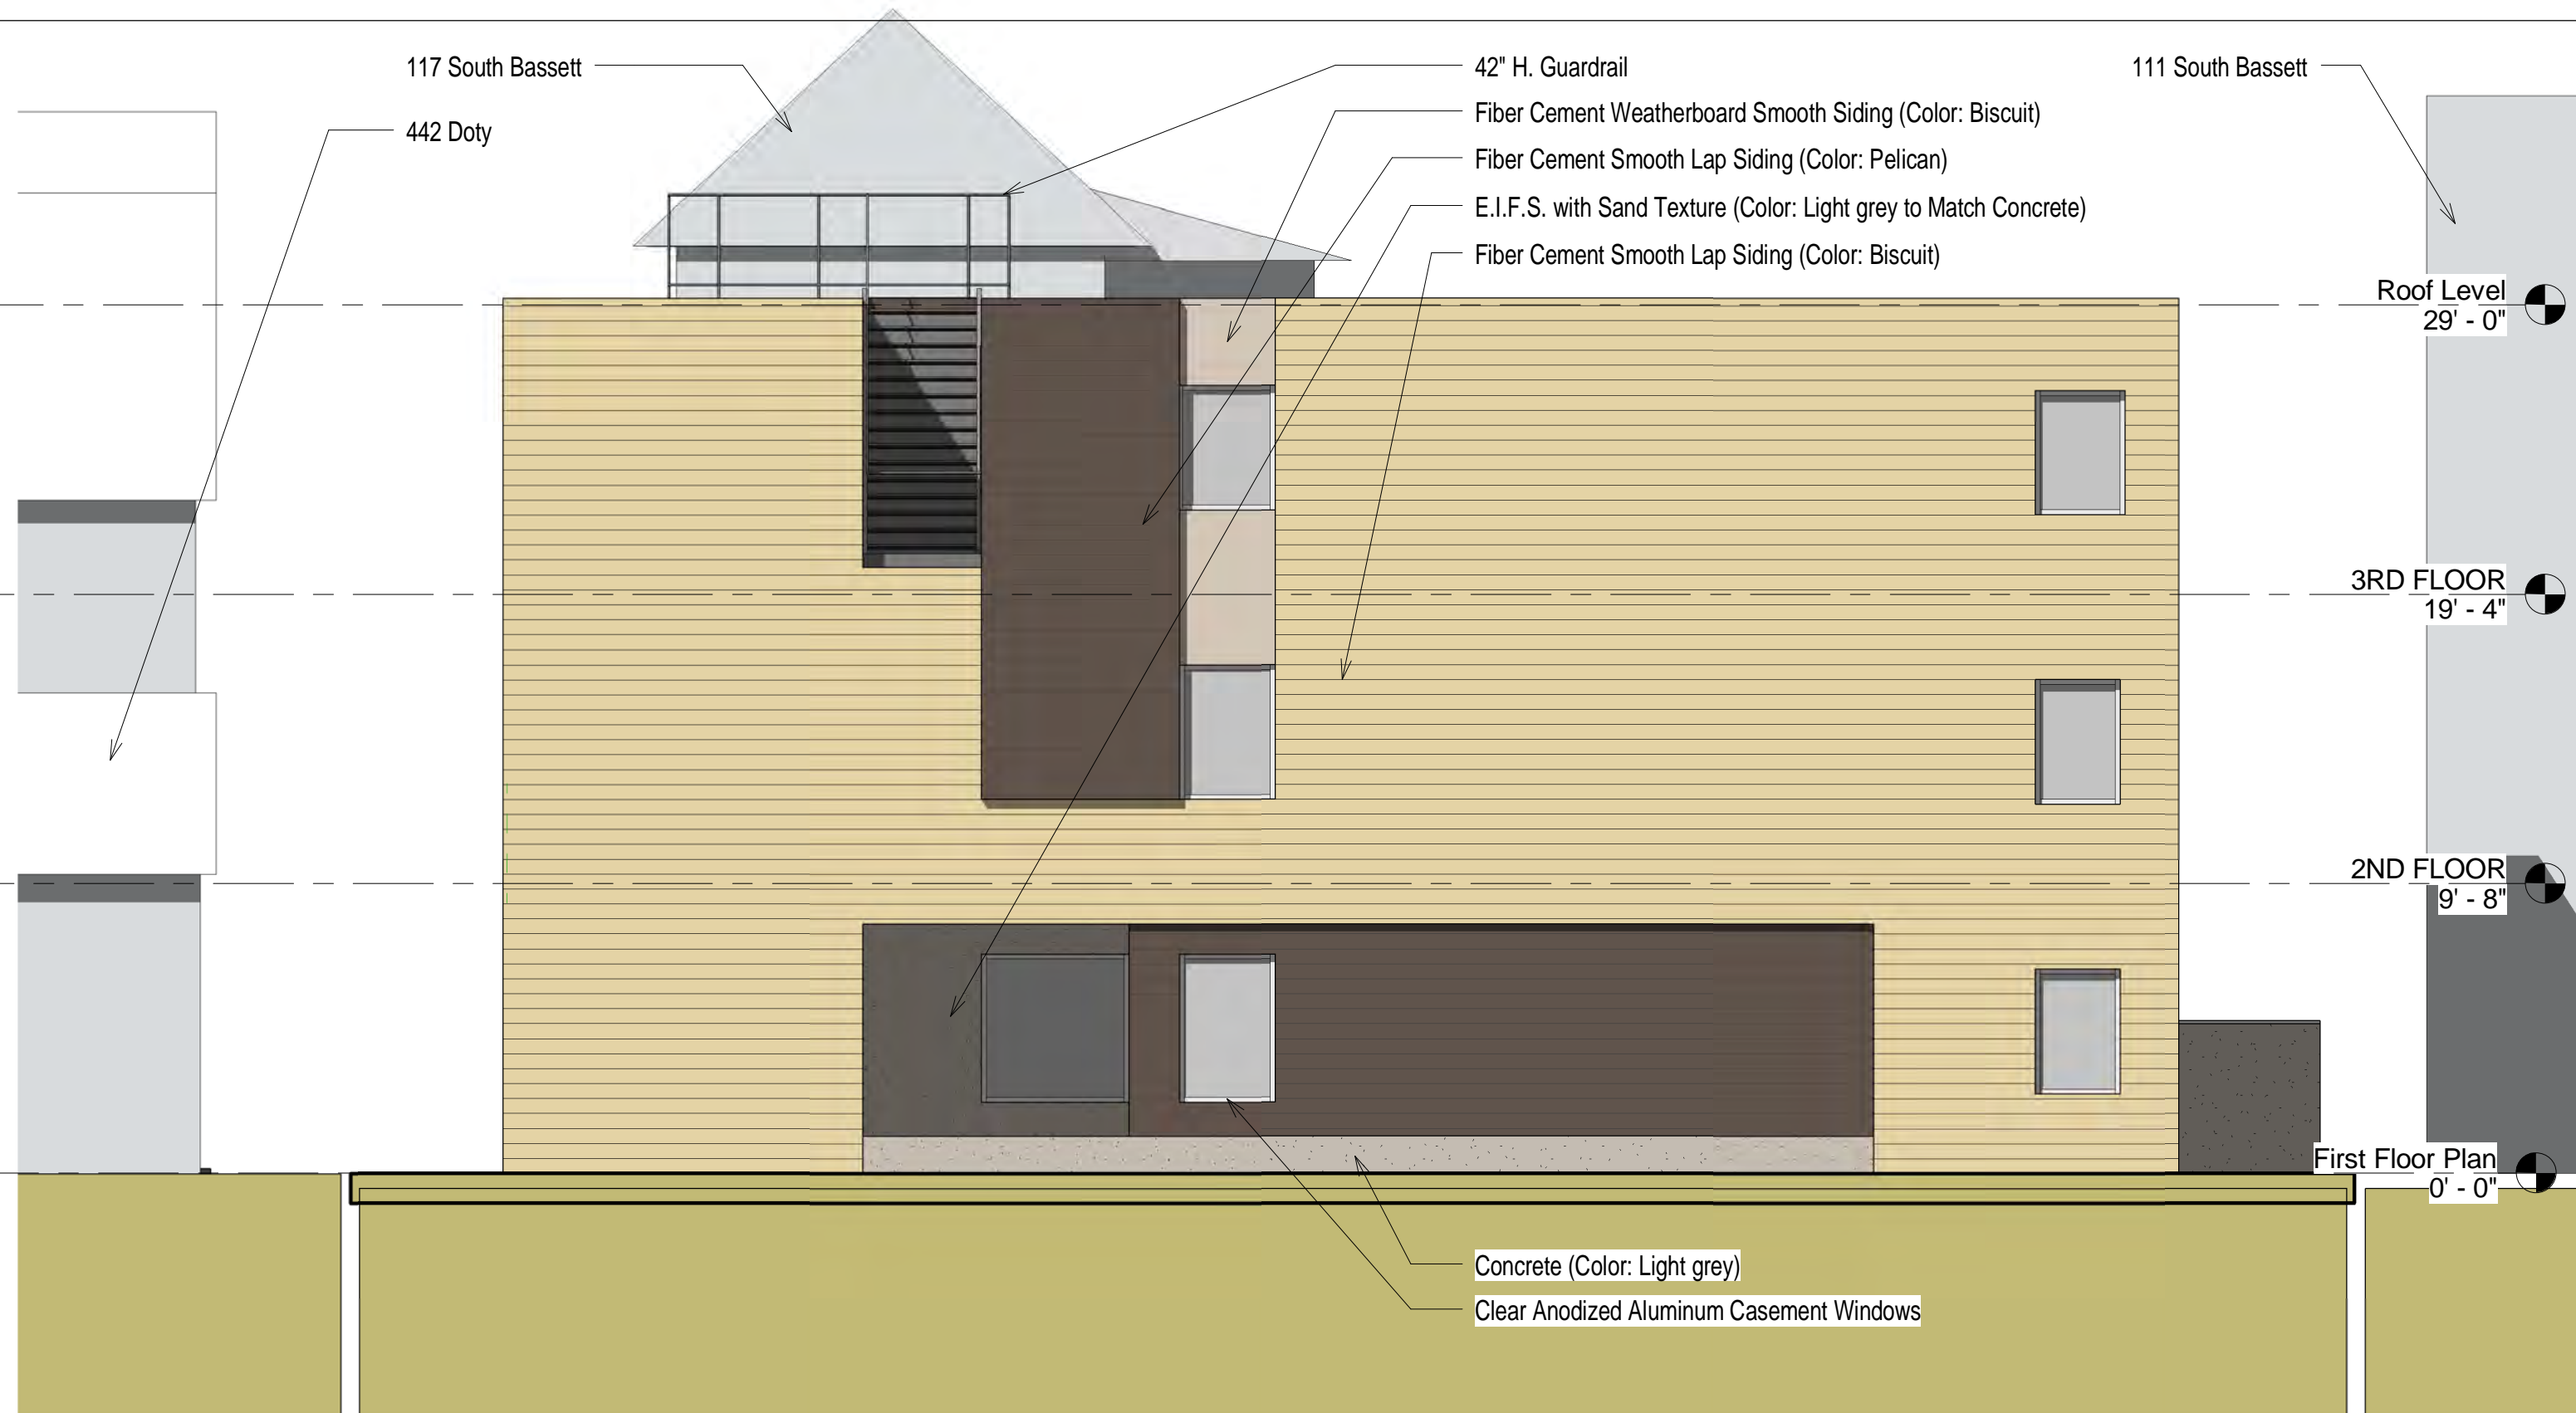 117 South Bassett
442 Doty
42" H. Guardrail
Fiber Cement Weatherboard Smooth Siding (Color: Biscuit)
Fiber Cement Smooth Lap Siding (Color: Pelican)
E.I.F.S. with Sand Texture (Color: Light grey to Match Concrete)
Fiber Cement Smooth Lap Siding (Color: Biscuit)
111 South Bassett
Roof Level
29' - 0"
3RD FLOOR
19' - 4"
2ND FLOOR
9' - 8"
First Floor Plan
0' - 0"
Concrete (Color: Light grey)
Clear Anodized Aluminum Casement Windows